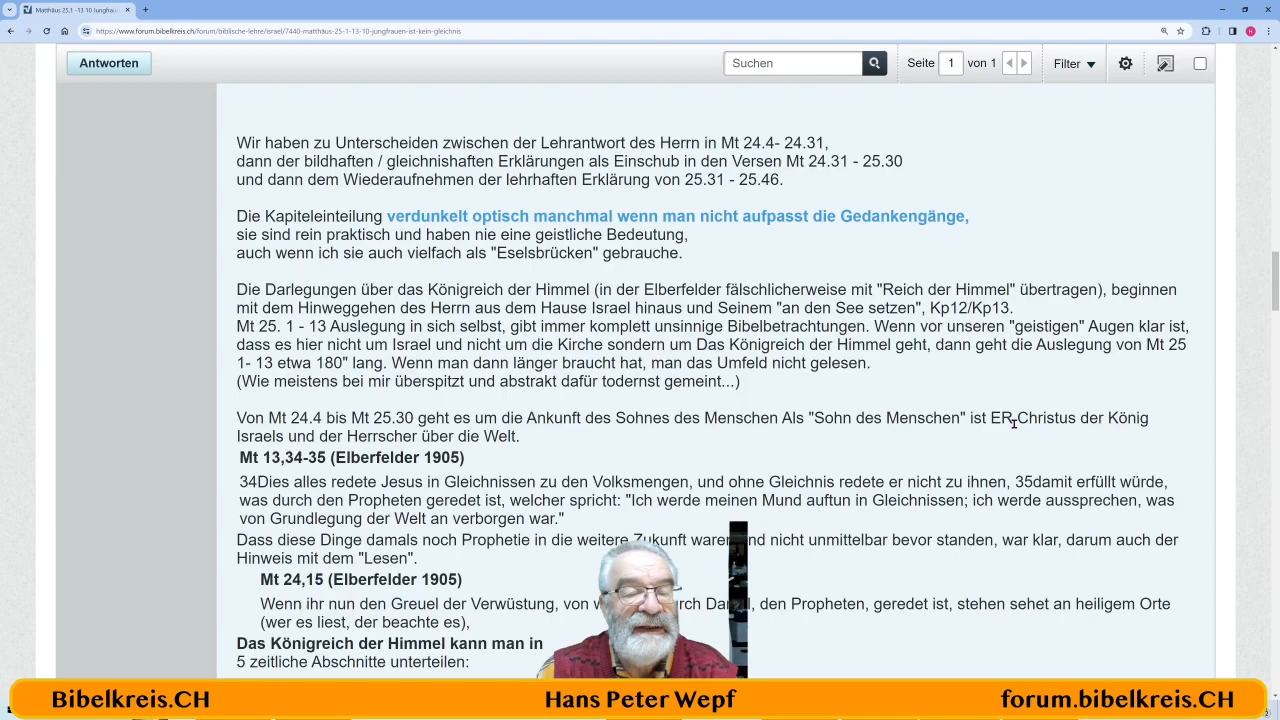 Matthäus 25,1 -13 10 Jungfrau
https://www.forum.bibelkreis.ch/forum/biblische-lehre/israel/7440-matthäus-25-1-13-10-jungfrauen-ist-kein-gleichnis
Antworten
Suchen
Seite 1 von 1
Filter
Wir haben zu Unterscheiden zwischen der Lehrantwort des Herrn in Mt 24.4- 24.31,
dann der bildhaften / gleichnishaften Erklärungen als Einschub in den Versen Mt 24.31 - 25.30
und dann dem Wiederaufnehmen der lehrhaften Erklärung von 25.31 - 25.46.
Die Kapiteleinteilung verdunkelt optisch manchmal wenn man nicht aufpasst die Gedankengänge,
sie sind rein praktisch und haben nie eine geistliche Bedeutung,
auch wenn ich sie auch vielfach als "Eselsbrücken" gebrauche.
Die Darlegungen über das Königreich der Himmel (in der Elberfelder fälschlicherweise mit "Reich der Himmel" übertragen), beginnen
mit dem Hinweggehen des Herrn aus dem Hause Israel hinaus und Seinem "an den See setzen", Kp12/Kp13.
Mt 25. 1 - 13 Auslegung in sich selbst, gibt immer komplett unsinnige Bibelbetrachtungen. Wenn vor unseren "geistigen" Augen klar ist,
dass es hier nicht um Israel und nicht um die Kirche sondern um Das Königreich der Himmel geht, dann geht die Auslegung von Mt 25
1- 13 etwa 180" lang. Wenn man dann länger braucht hat, man das Umfeld nicht gelesen.
(Wie meistens bei mir überspitzt und abstrakt dafür todernst gemeint...)
Von Mt 24.4 bis Mt 25.30 geht es um die Ankunft des Sohnes des Menschen Als "Sohn des Menschen" ist ER Christus der König
Israels und der Herrscher über die Welt.
Mt 13,34-35 (Elberfelder 1905)
34Dies alles redete Jesus in Gleichnissen zu den Volksmengen, und ohne Gleichnis redete er nicht zu ihnen, 35damit erfüllt würde,
was durch den Propheten geredet ist, welcher spricht: "Ich werde meinen Mund auftun in Gleichnissen; ich werde aussprechen, was
von Grundlegung der Welt an verborgen war."
Dass diese Dinge damals noch Prophetie in die weitere Zukunft waren und nicht unmittelbar bevor standen, war klar, darum auch der
Hinweis mit dem "Lesen".
Mt 24,15 (Elberfelder 1905)
Wenn ihr nun den Greuel der Verwüstung, von durch den Propheten, geredet ist, stehen sehet an heiligem Orte
(wer es liest, der beachte es),
Das Königreich der Himmel kann man in
5 zeitliche Abschnitte unterteilen:
Bibelkreis.CH
Hans Peter Wepf
forum.bibelkreis.CH